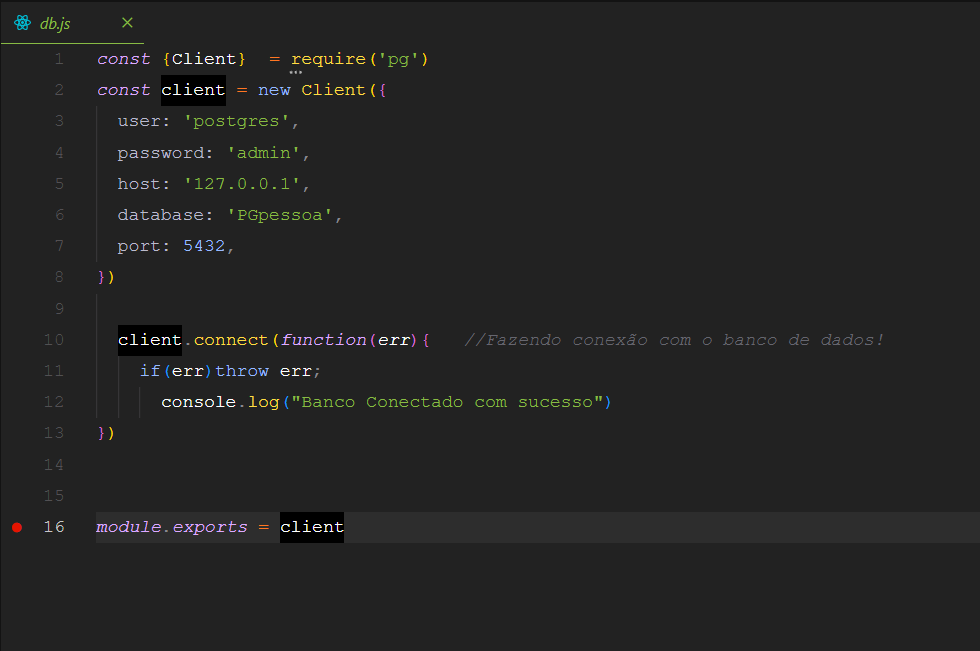 db.js ×
1 const {Client}  = require('pg')
2 const client = new Client({
3   user: 'postgres',
4   password: 'admin',
5   host: '127.0.0.1',
6   database: 'PGpessoa',
7   port: 5432,
8 })
9
10   client.connect(function(err){   //Fazendo conexão com o banco de dados!
11     if(err)throw err;
12       console.log("Banco Conectado com sucesso")
13 })
14
15
16 module.exports = client